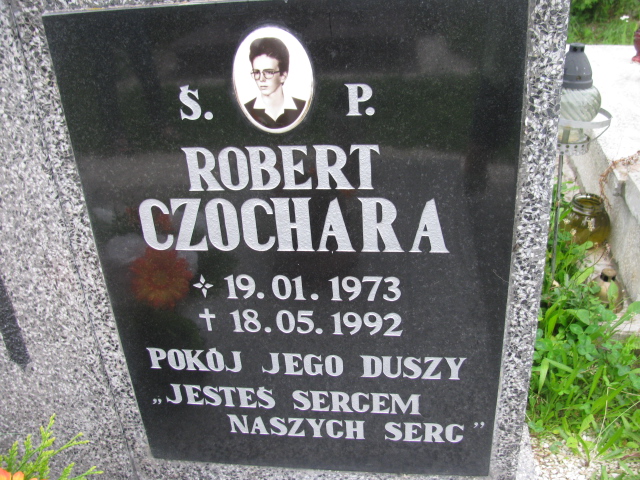 Ś. P.
ROBERT
CZOCHARA
19.01.1973
† 18.05.1992
POKÓJ JEGO DUSZY
„JESTEŚ SERCEM
NASZYCH SERC"